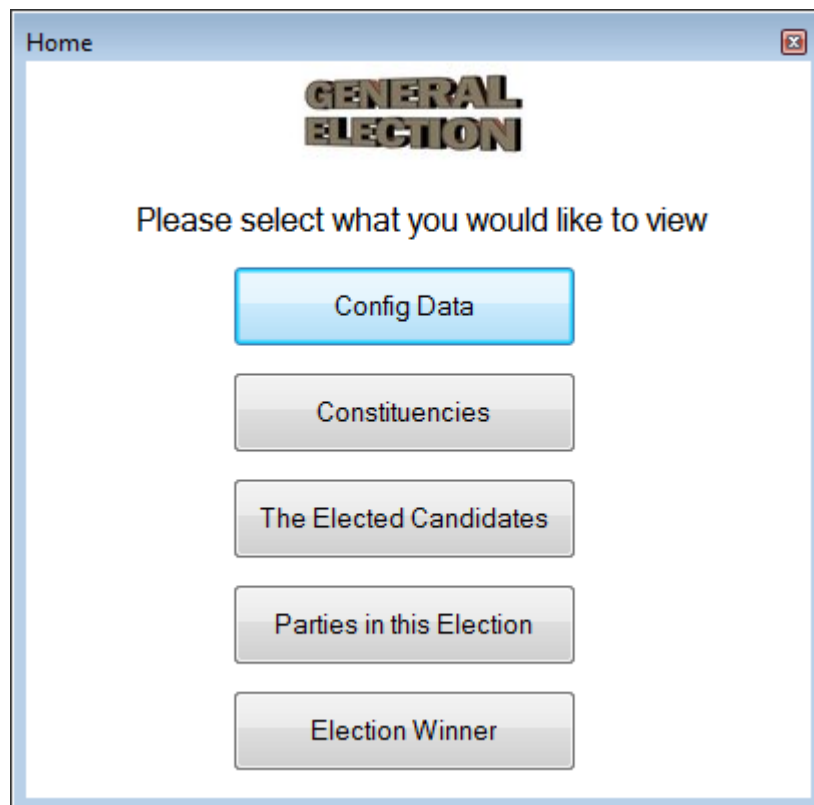 Home
GENERAL
ELECTION
Please select what you would like to view
Config Data
Constituencies
The Elected Candidates
Parties in this Election
Election Winner